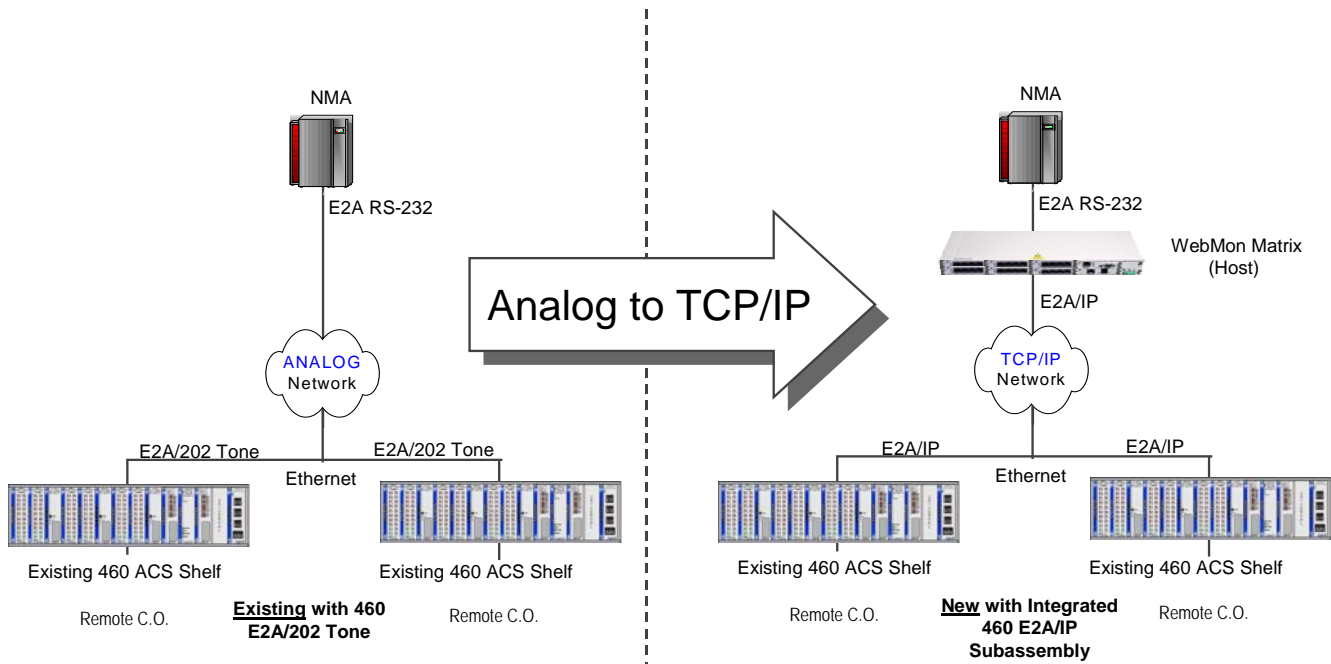 NMA
E2A RS-232
ANALOG
Network
E2A/202 Tone
E2A/202 Tone
Ethernet
Existing 460 ACS Shelf
Existing 460 ACS Shelf
Remote C.O.
Existing with 460
E2A/202 Tone
Remote C.O.
Analog to TCP/IP
NMA
E2A RS-232
WebMon Matrix
(Host)
E2A/IP
TCP/IP
Network
E2A/IP
E2A/IP
Ethernet
Existing 460 ACS Shelf
Existing 460 ACS Shelf
Remote C.O.
New with Integrated
460 E2A/IP
Subassembly
Remote C.O.